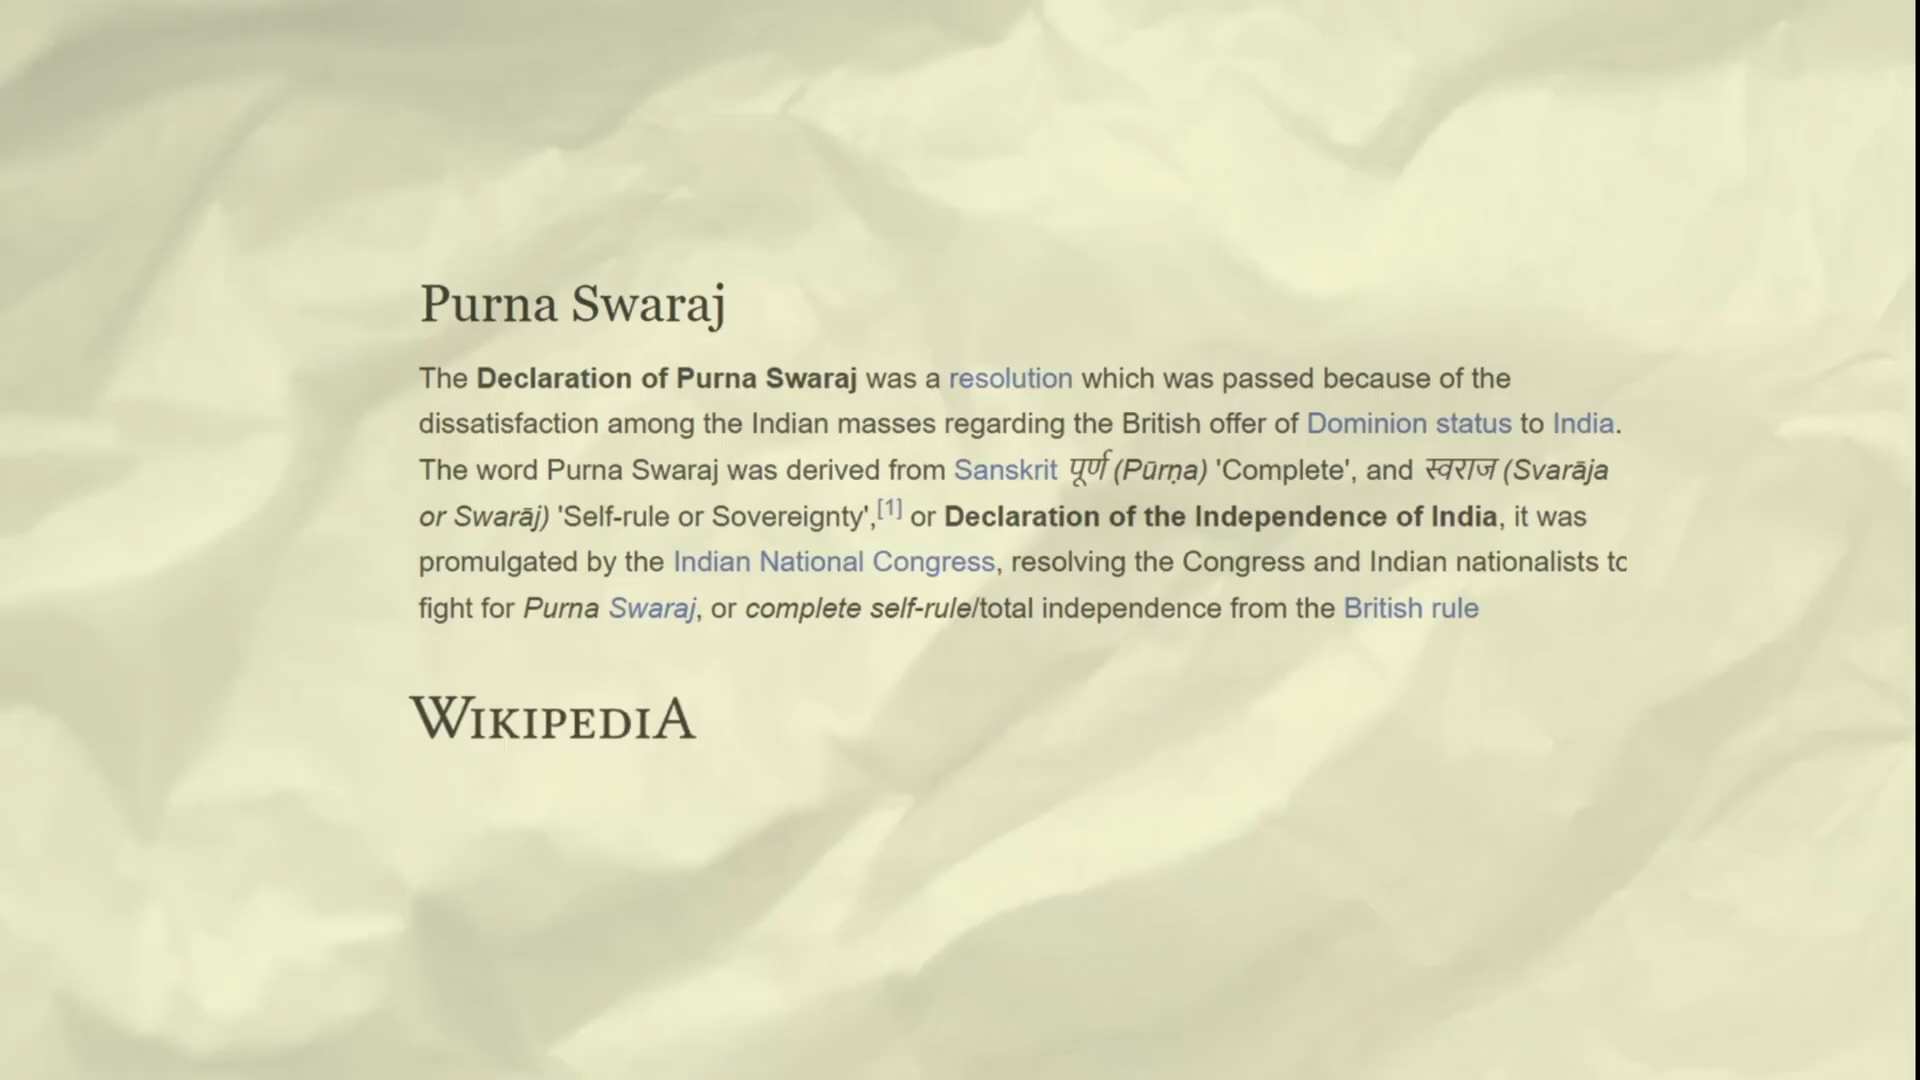 Purna Swaraj
The Declaration of Purna Swaraj was a resolution which was passed because of the
dissatisfaction among the Indian masses regarding the British offer of Dominion status to India.
The word Purna Swaraj was derived from Sanskrit पूर्ण (Pūrṇa) 'Complete', and स्वराज (Svarāja
or Swarāj) 'Self-rule or Sovereignty',[1] or Declaration of the Independence of India, it was
promulgated by the Indian National Congress, resolving the Congress and Indian nationalists to
fight for Purna Swaraj, or complete self-rule/total independence from the British rule
WIKIPEDIA